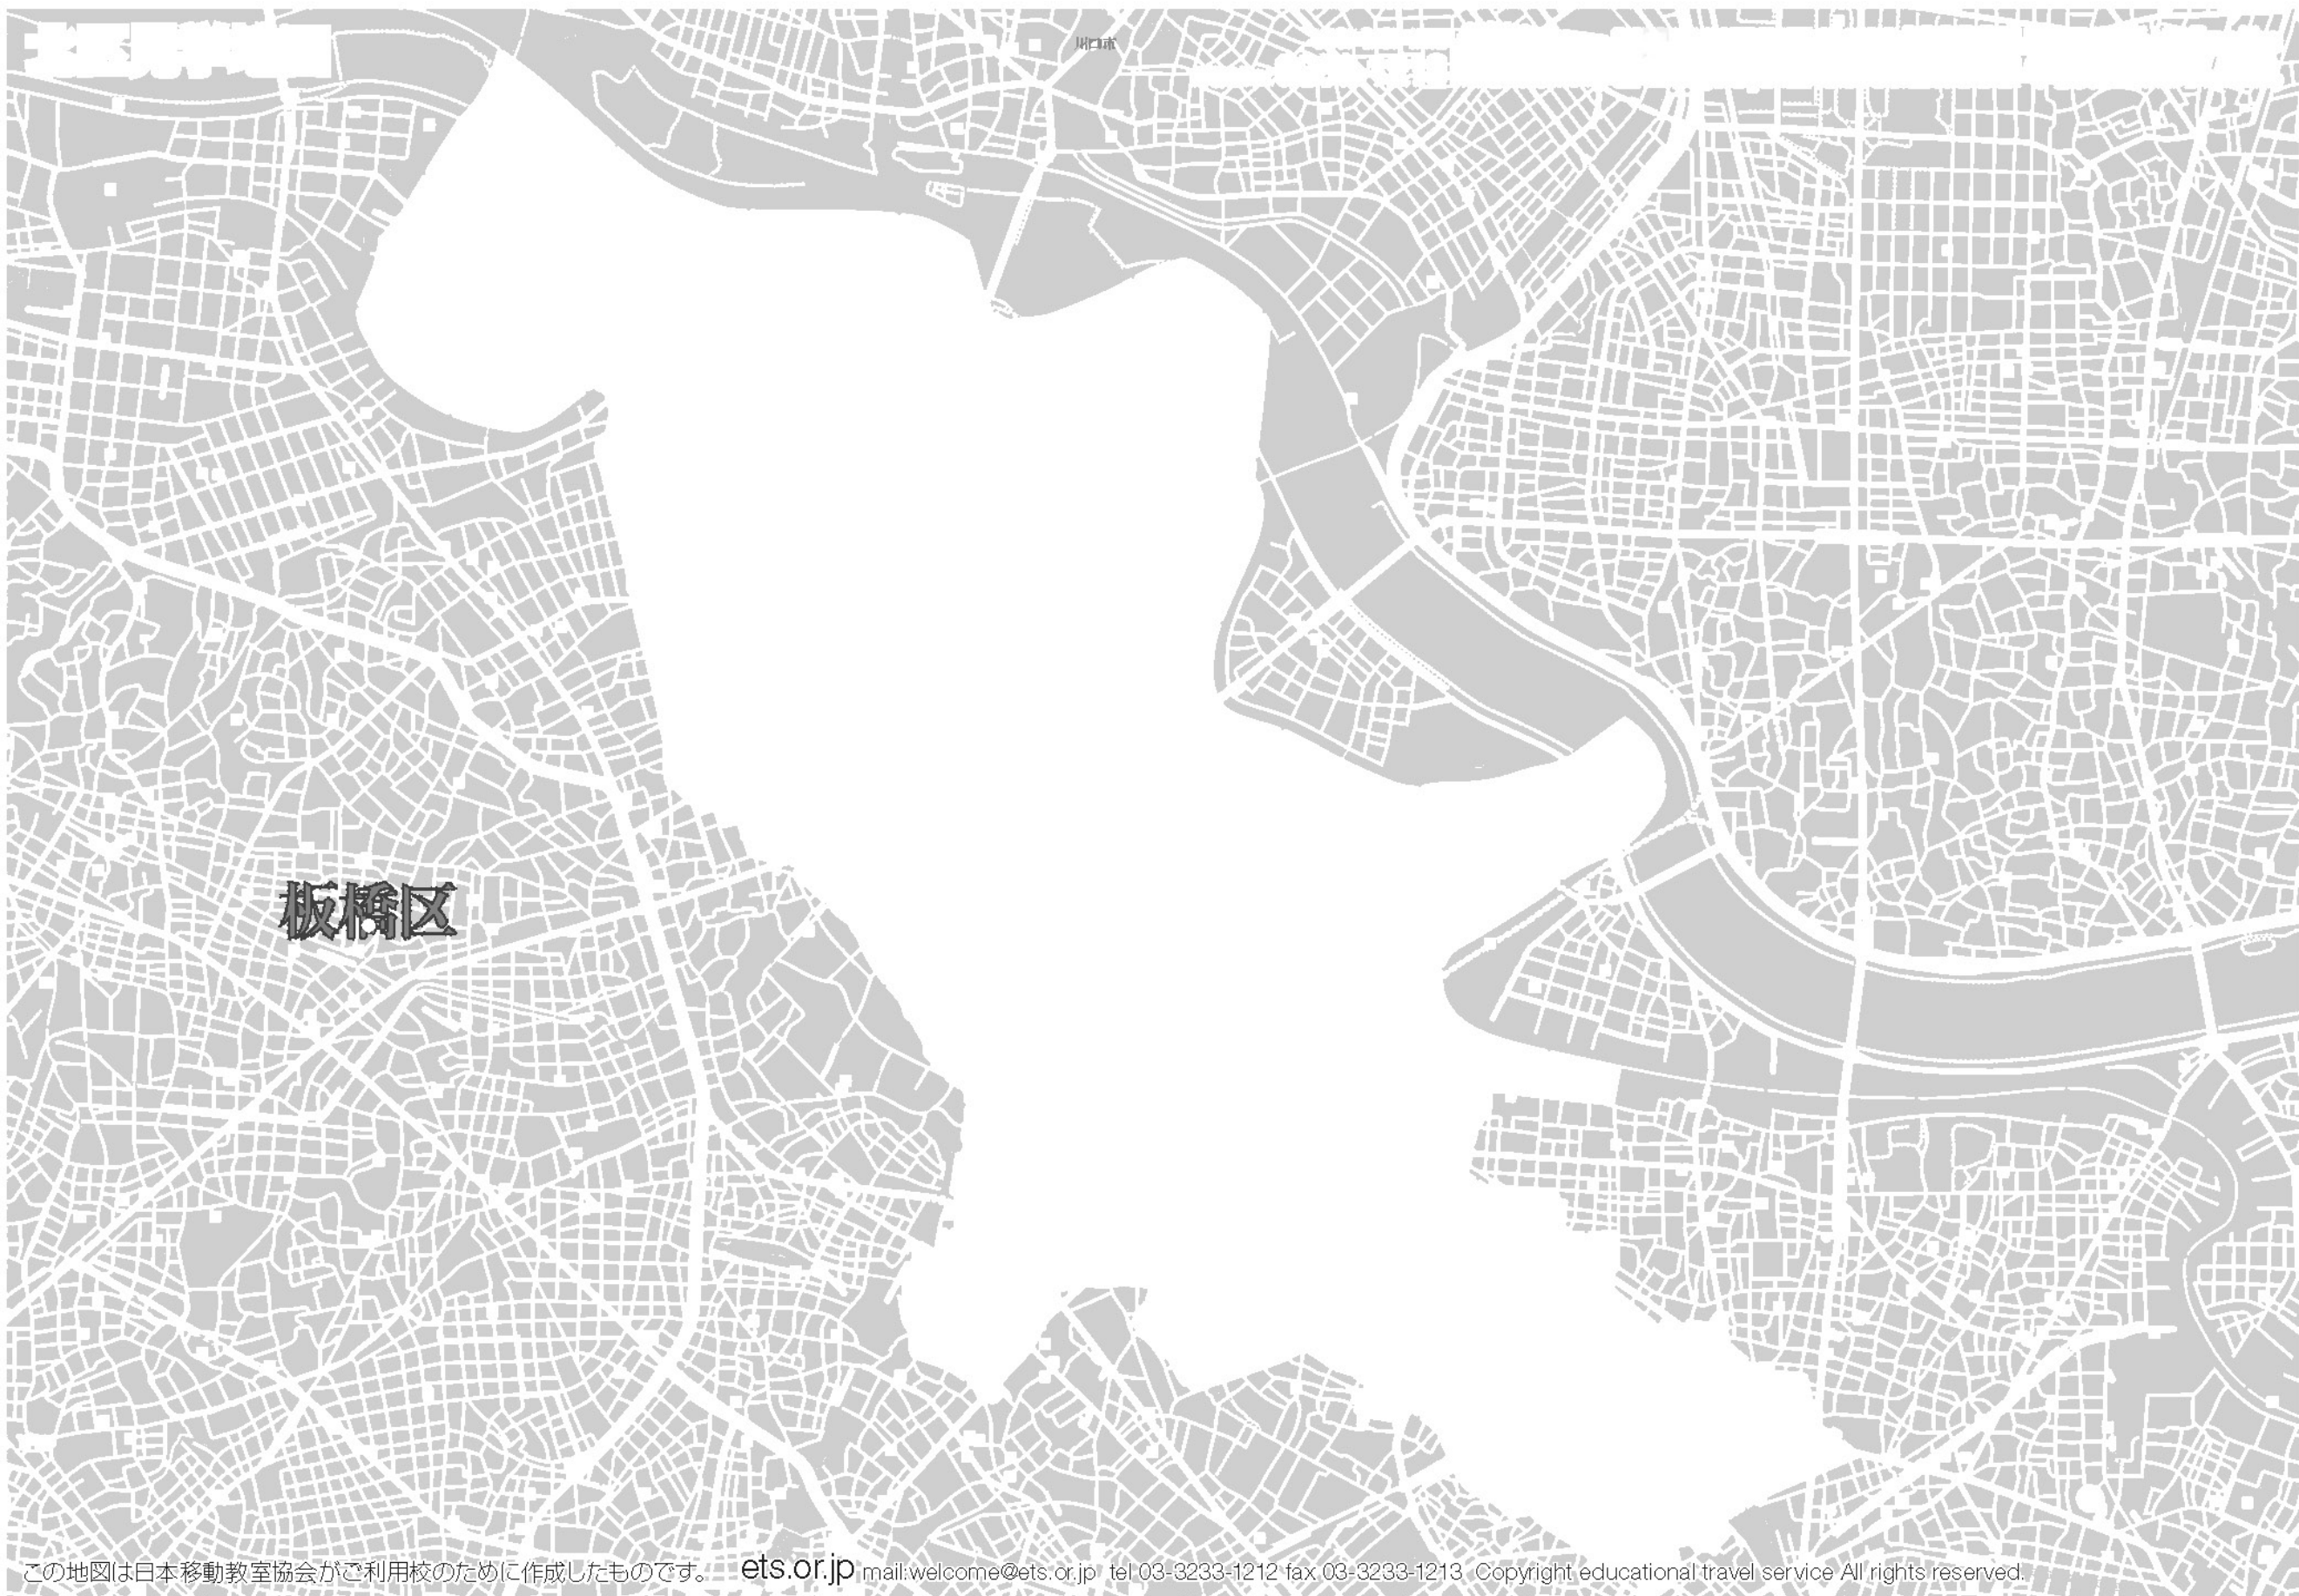 川口市
板橋区
この地図は日本移動教室協会がご利用校のために作成したものです。 ets.or.jp mail:welcome@ets.or.jp tel 03-3233-1212 fax 03-3233-1213 Copyright educational travel service All rights reserved.